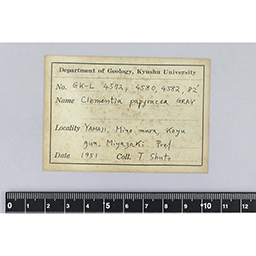 Department of Geology, Kyushu University
No. GK-L 4572, 4580, 4582, 82'
Name Clementia papyracea GRAY
Locality YAMAJI, Mino mura, Koyu
gun, Miyazaki Pref.
Date 1951 Coll. T. Shuto
0 1 2 3 4 5 6 7 8 9 10 11 12